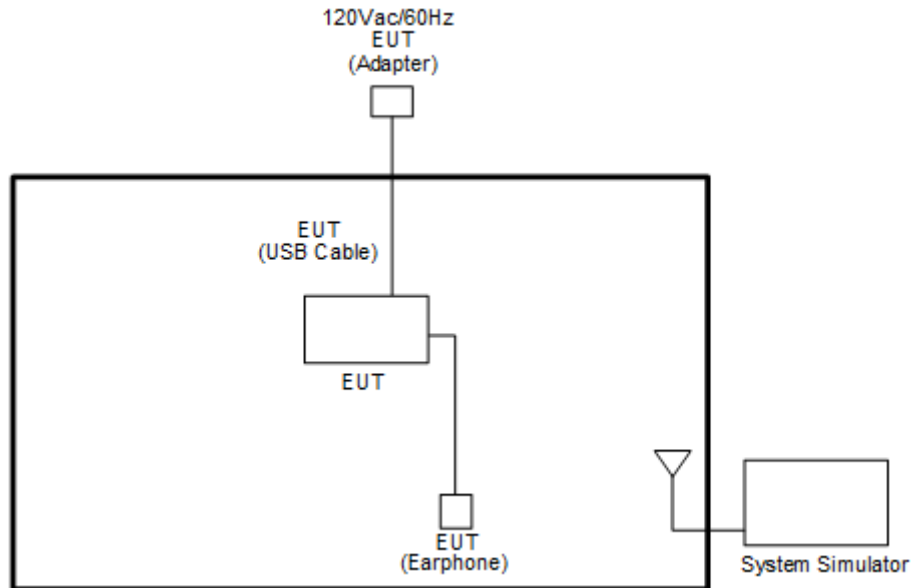 120Vac/60Hz
EUT
(Adapter)
EUT
(USB Cable)
EUT
EUT
(Earphone)
System Simulator